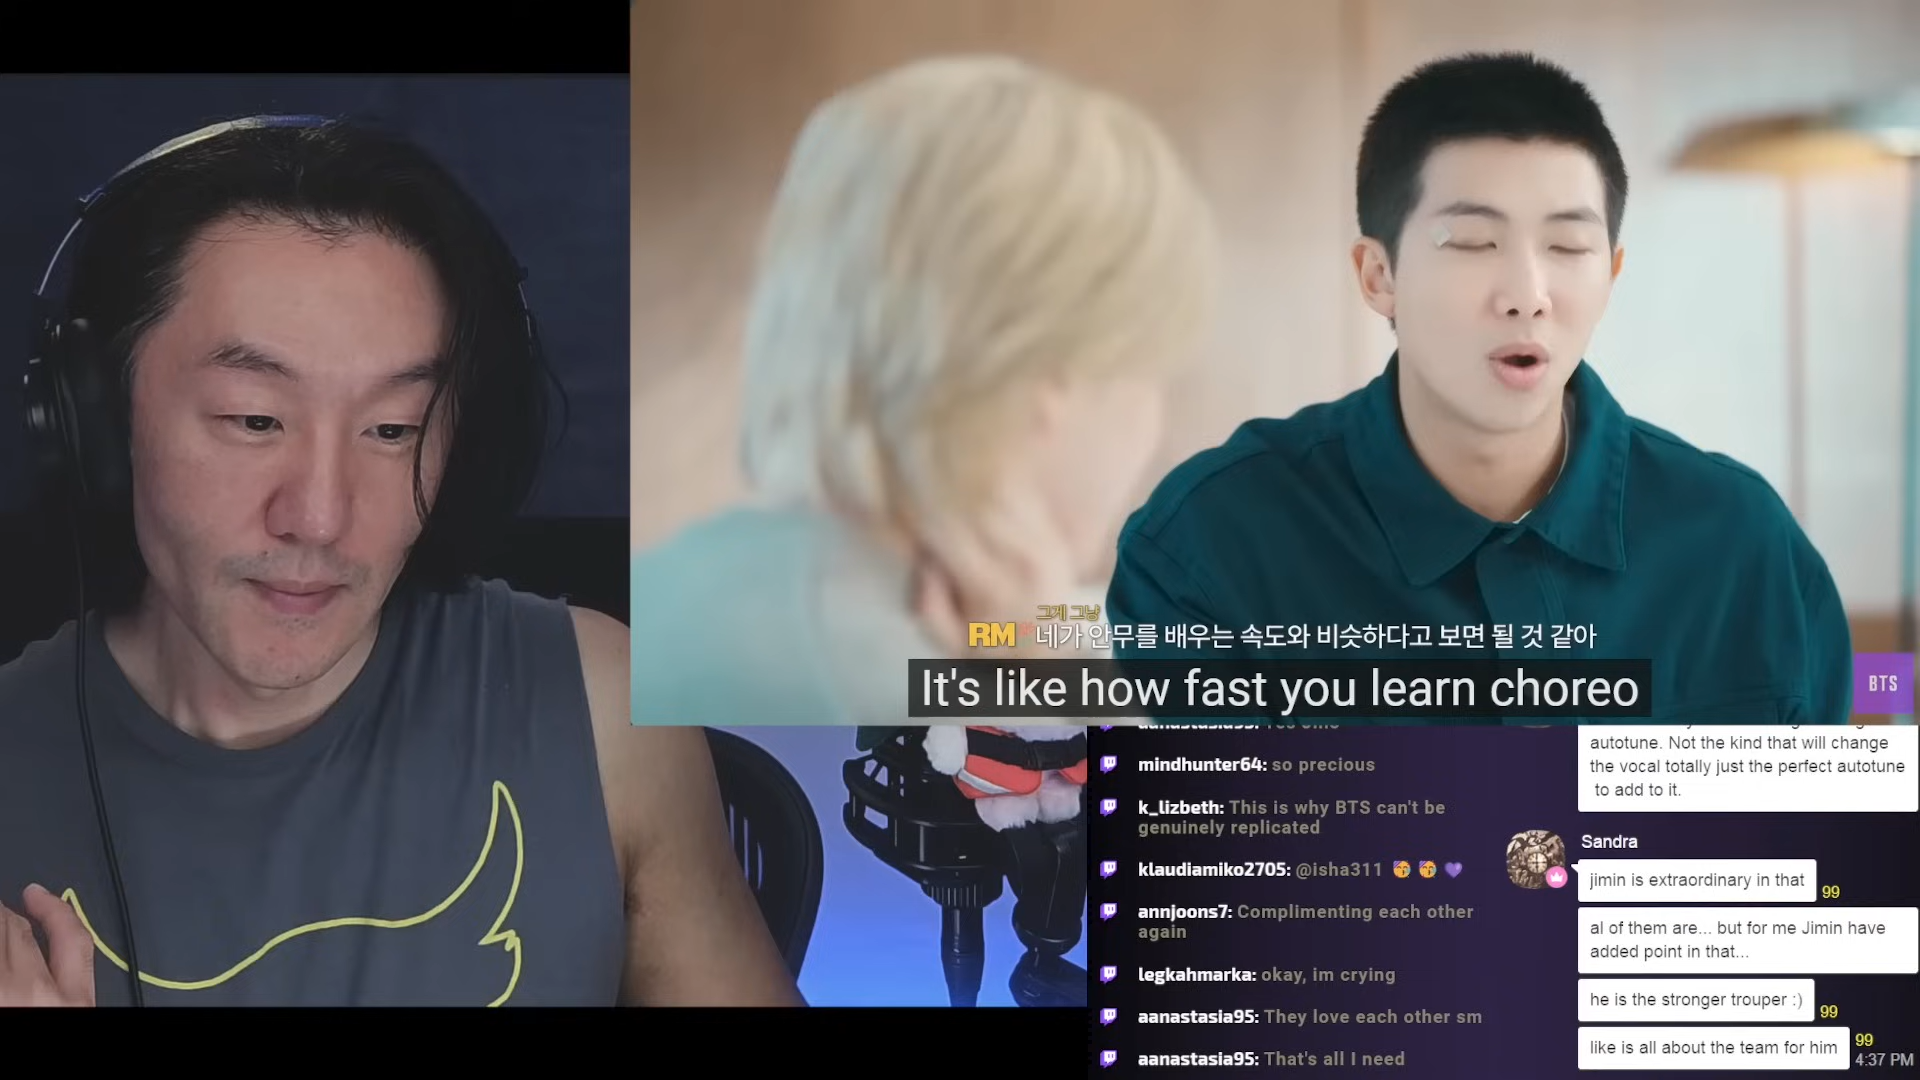 그게 그냥
RM 네가 안무를 배우는 속도와 비슷하다고 보면 될 것 같아
It's like how fast you learn choreo
BTS
mindhunter64: so precious
k_lizbeth: This is why BTS can't be
genuinely replicated
klaudiamiko2705: @isha311 🥳 🥳 💜
annjoons7: Complimenting each other
again
legkahmarka: okay, im crying
aanastasia95: They love each other sm
aanastasia95: That's all I need
autotune. Not the kind that will change
the vocal totally just the perfect autotune
to add to it.
Sandra
jimin is extraordinary in that
99
al of them are... but for me Jimin have
added point in that...
he is the stronger trouper :)
99
like is all about the team for him
99
4:37 PM